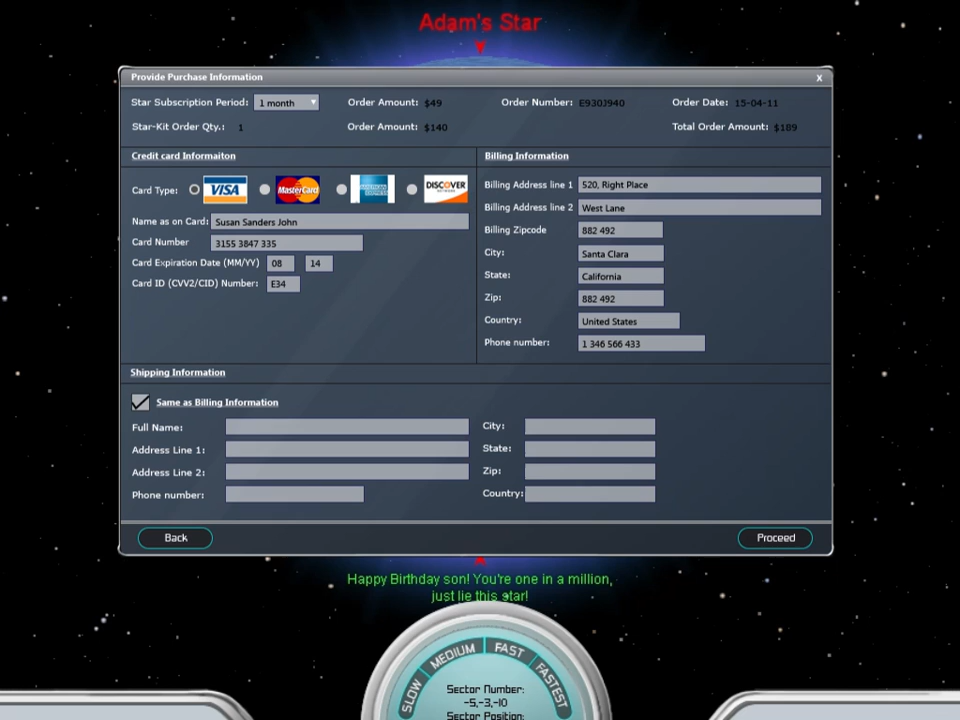 Adam's Star
Provide Purchase Information
x
Star Subscription Period: 1 month Order Amount: $49 Order Number: E930J940 Order Date: 15-04-11
Star-Kit Order Qty.: 1 Order Amount: $140 Total Order Amount: $189
Credit card Informaiton
Card Type: VISA MasterCard AMERICAN EXPRESS DISCOVER NETWORK
Name as on Card: Susan Sanders John
Card Number 3155 3847 335
Card Expiration Date (MM/YY) 08 14
Card ID (CVV2/CID) Number: E34
Billing Information
Billing Address line 1 520, Right Place
Billing Address line 2 West Lane
Billing Zipcode 882 492
City: Santa Clara
State: California
Zip: 882 492
Country: United States
Phone number: 1 346 566 433
Shipping Information
Same as Billing Information
Full Name:
Address Line 1:
Address Line 2:
Phone number:
City:
State:
Zip:
Country:
Back Proceed
Happy Birthday son! You're one in a million,
just lie this star!
SLOW MEDIUM FAST FASTEST
Sector Number:
-5,-3,-10
Sector Position: